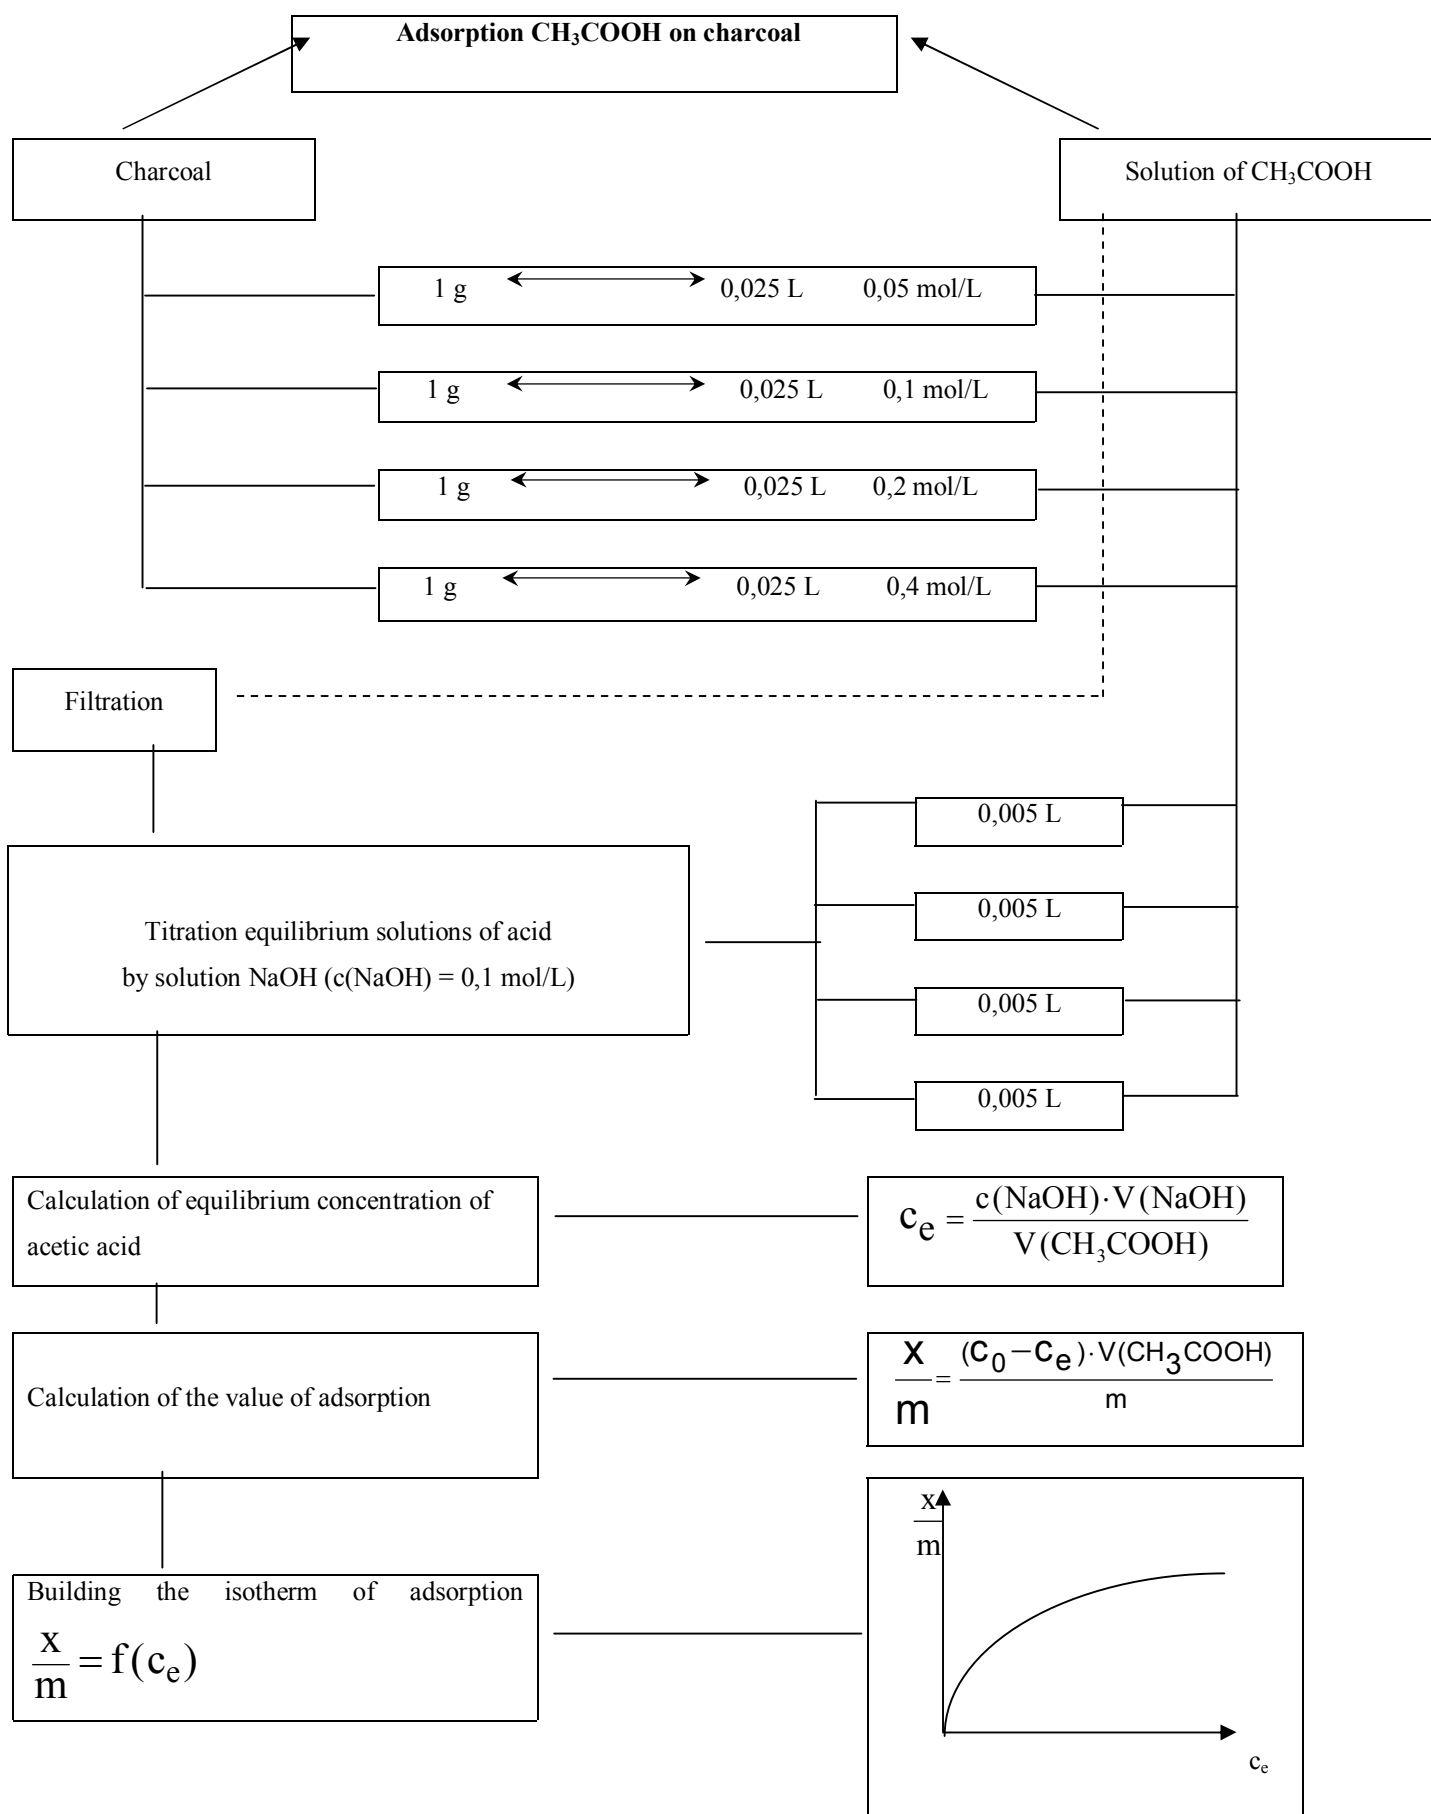 Adsorption CH₃COOH on charcoal
Charcoal
Solution of CH₃COOH
1 g 0,025 L 0,05 mol/L
1 g 0,025 L 0,1 mol/L
1 g 0,025 L 0,2 mol/L
1 g 0,025 L 0,4 mol/L
Filtration
0,005 L
0,005 L
0,005 L
0,005 L
Titration equilibrium solutions of acid
by solution NaOH (c(NaOH) = 0,1 mol/L)
Calculation of equilibrium concentration of
acetic acid
cₑ = c(NaOH)·V(NaOH) / V(CH₃COOH)
Calculation of the value of adsorption
x/m = (c₀−cₑ)·V(CH₃COOH) / m
Building the isotherm of adsorption
x/m = f(cₑ)
x/m
cₑ